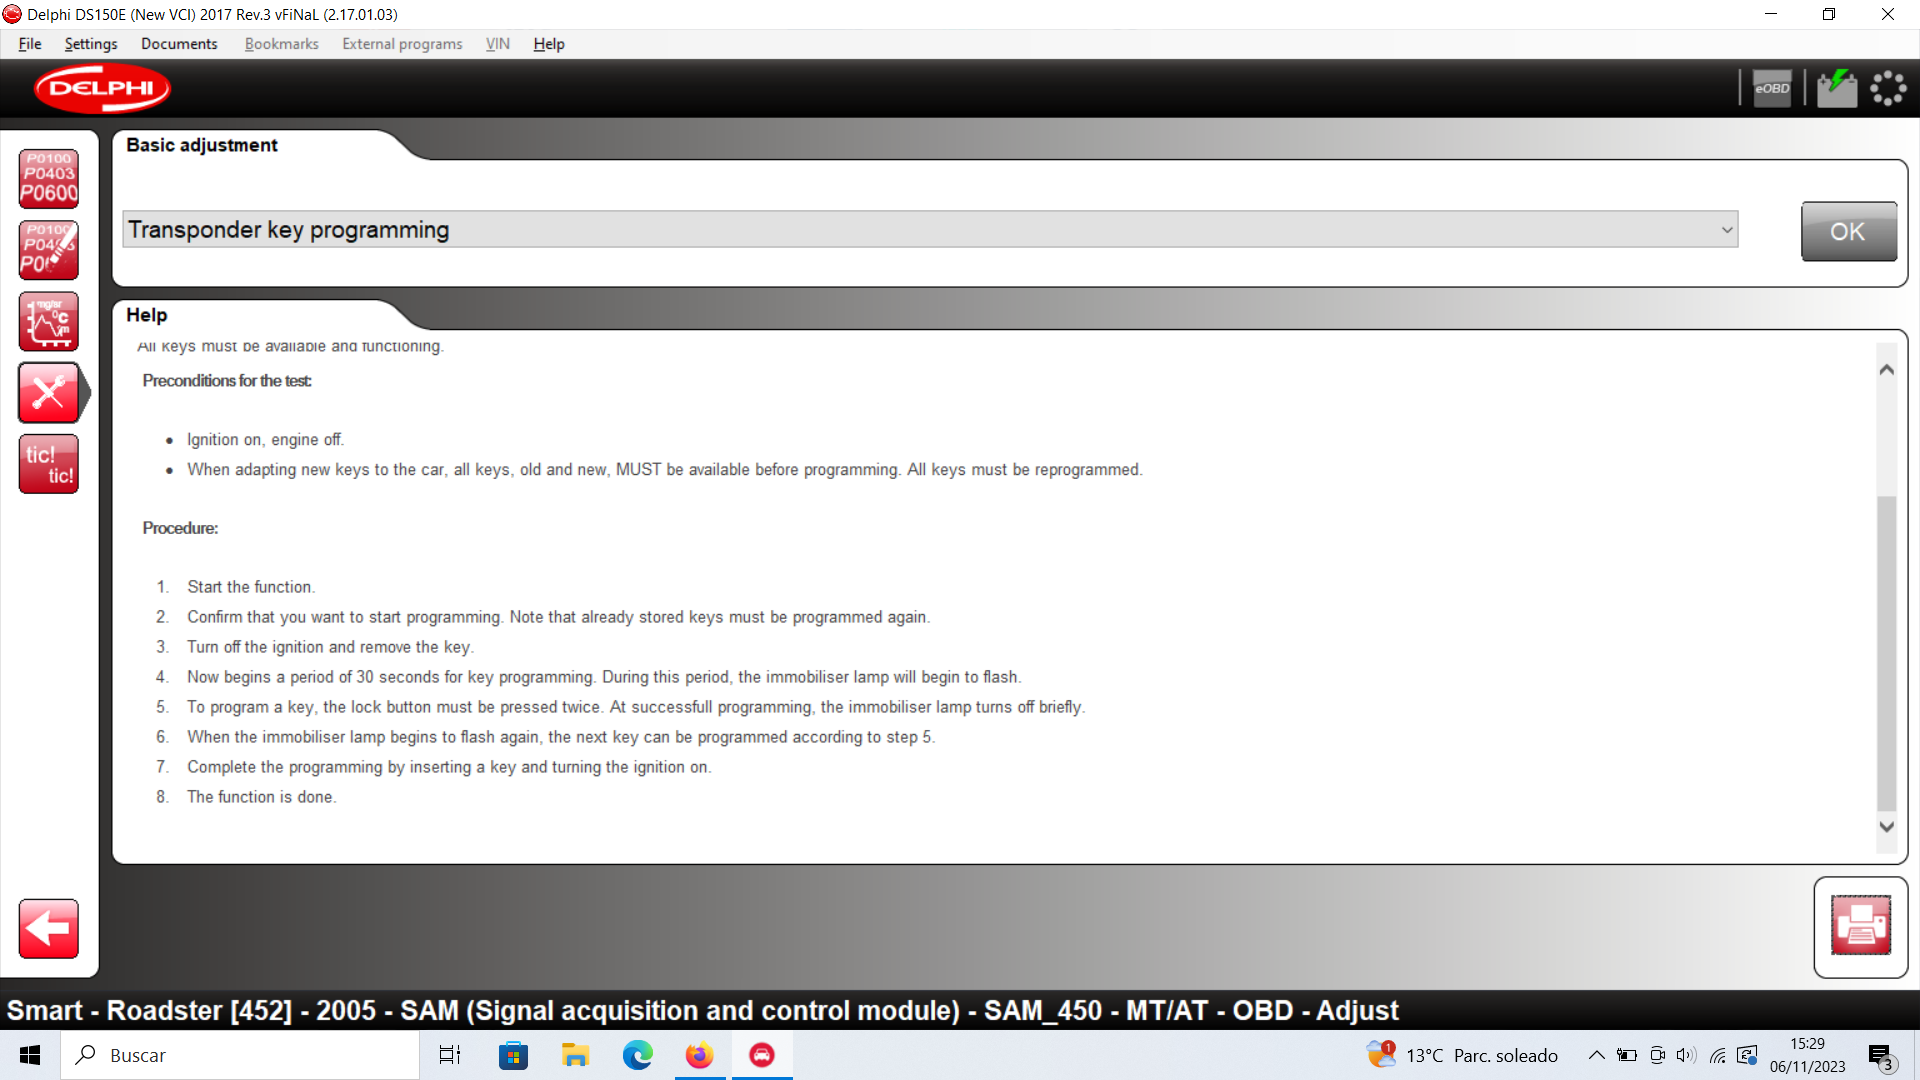 Delphi DS150E (New VCI) 2017 Rev.3 vFiNaL (2.17.01.03)
File Settings Documents Bookmarks External programs VIN Help
DELPHI
eOBD
Basic adjustment
P0100
P0403
P0600
Transponder key programming
OK
P0100
Help
mg/sr
°C
All keys must be available and functioning.
Preconditions for the test:
• Ignition on, engine off.
• When adapting new keys to the car, all keys, old and new, MUST be available before programming. All keys must be reprogrammed.
tic!
tic!
Procedure:
1. Start the function.
2. Confirm that you want to start programming. Note that already stored keys must be programmed again.
3. Turn off the ignition and remove the key.
4. Now begins a period of 30 seconds for key programming. During this period, the immobiliser lamp will begin to flash.
5. To program a key, the lock button must be pressed twice. At successfull programming, the immobiliser lamp turns off briefly.
6. When the immobiliser lamp begins to flash again, the next key can be programmed according to step 5.
7. Complete the programming by inserting a key and turning the ignition on.
8. The function is done.
Smart - Roadster [452] - 2005 - SAM (Signal acquisition and control module) - SAM_450 - MT/AT - OBD - Adjust
Buscar
1
13°C Parc. soleado
15:29
06/11/2023
3